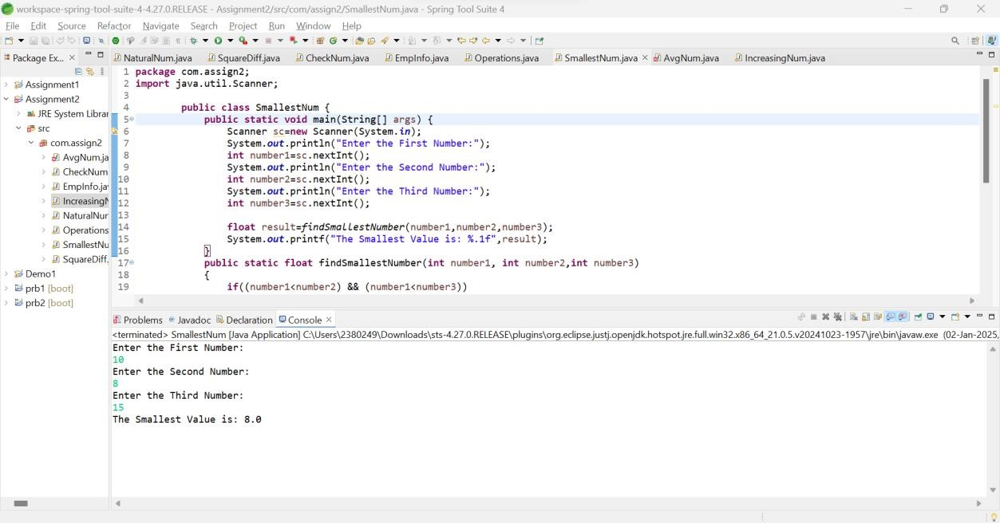 workspace-spring-tool-suite-4-4.27.0.RELEASE - Assignment2/src/com/assign2/SmallestNum.java - Spring Tool Suite 4
File Edit Source Refactor Navigate Search Project Run Window Help
Package Ex...
NaturalNum.java SquareDiff.java CheckNum.java EmpInfo.java Operations.java SmallestNum.java AvgNum.java IncreasingNum.java
Assignment1
Assignment2
JRE System Librar
src
com.assign2
AvgNum.ja
CheckNum
EmpInfo.jav
IncreasingN
NaturalNur
Operations
SmallestNu
SquareDiff.
Demo1
prb1 [boot]
prb2 [boot]
1 package com.assign2;
2 import java.util.Scanner;
3
4 public class SmallestNum {
5 public static void main(String[] args) {
6 Scanner sc=new Scanner(System.in);
7 System.out.println("Enter the First Number:");
8 int number1=sc.nextInt();
9 System.out.println("Enter the Second Number:");
10 int number2=sc.nextInt();
11 System.out.println("Enter the Third Number:");
12 int number3=sc.nextInt();
13
14 float result=findSmallestNumber(number1,number2,number3);
15 System.out.printf("The Smallest Value is: %.1f",result);
16 }
17 public static float findSmallestNumber(int number1, int number2,int number3)
18 {
19 if((number1<number2) && (number1<number3))
Problems Javadoc Declaration Console
<terminated> SmallestNum [Java Application] C:\Users\2380249\Downloads\sts-4.27.0.RELEASE\plugins\org.eclipse.justj.openjdk.hotspot.jre.full.win32.x86_64_21.0.5.v20241023-1957\jre\bin\javaw.exe (02-Jan-2025,
Enter the First Number:
10
Enter the Second Number:
8
Enter the Third Number:
15
The Smallest Value is: 8.0